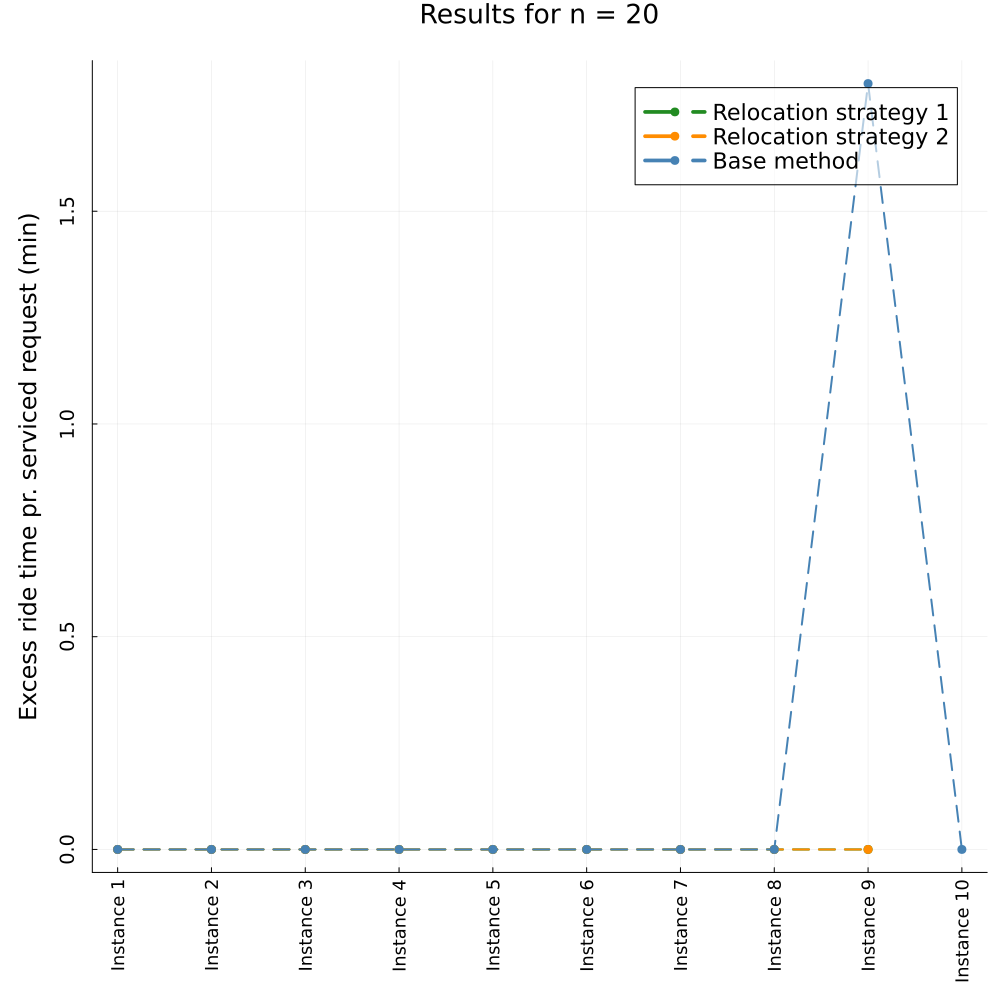 Results for n = 20
Relocation strategy 1
Relocation strategy 2
Base method
Excess ride time pr. serviced request (min)
1.5
1.0
0.5
0.0
Instance 1
Instance 2
Instance 3
Instance 4
Instance 5
Instance 6
Instance 7
Instance 8
Instance 9
Instance 10